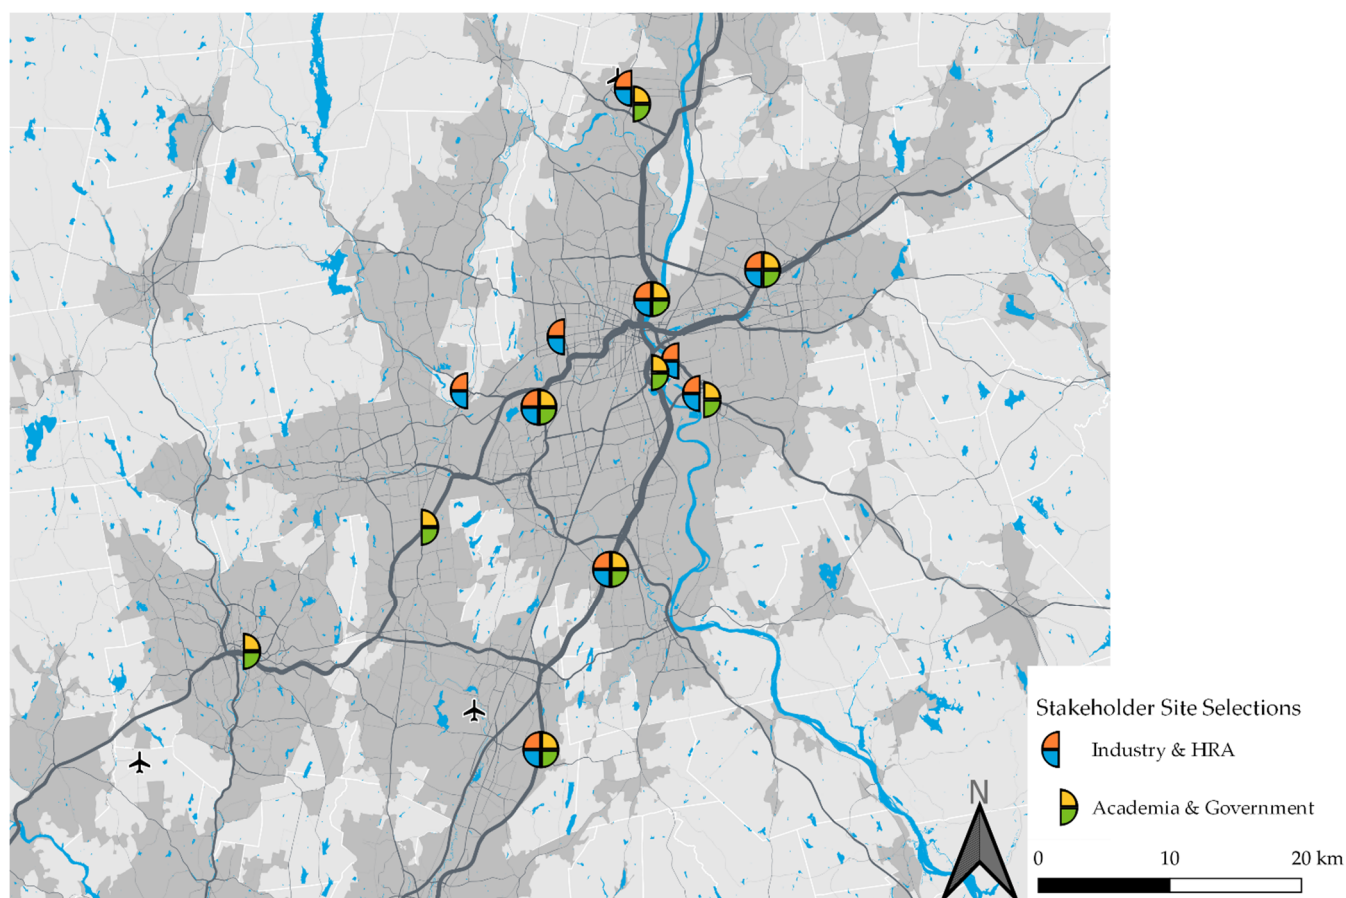 Stakeholder Site Selections
Industry & HRA
Academia & Government
N
0 10 20 km